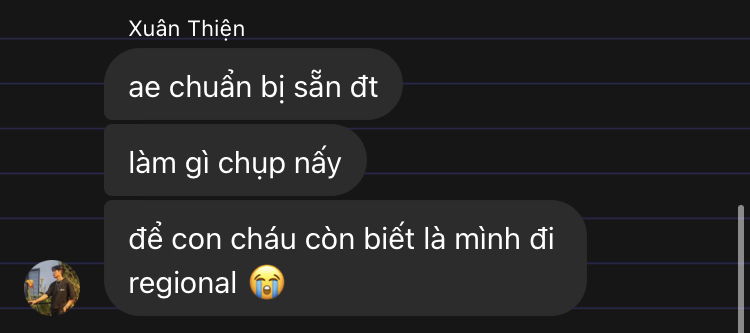 Xuân Thiện
ae chuẩn bị sẵn đt
làm gì chụp nấy
để con cháu còn biết là mình đi
regional 😭